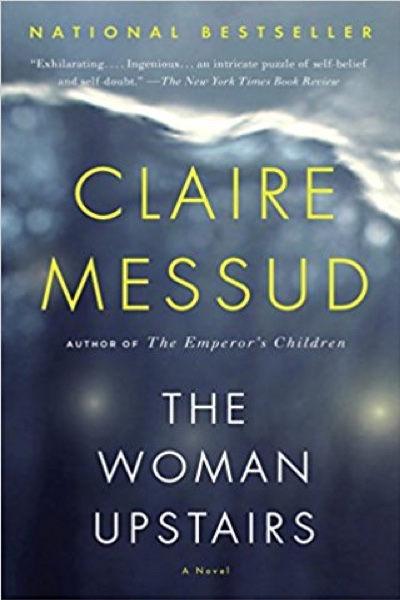 NATIONAL BESTSELLER
"Exhilarating.... Ingenious... an intricate puzzle of self-belief
and self-doubt." —The New York Times Book Review
CLAIRE
MESSUD
AUTHOR OF The Emperor's Children
THE
WOMAN
UPSTAIRS
A Novel